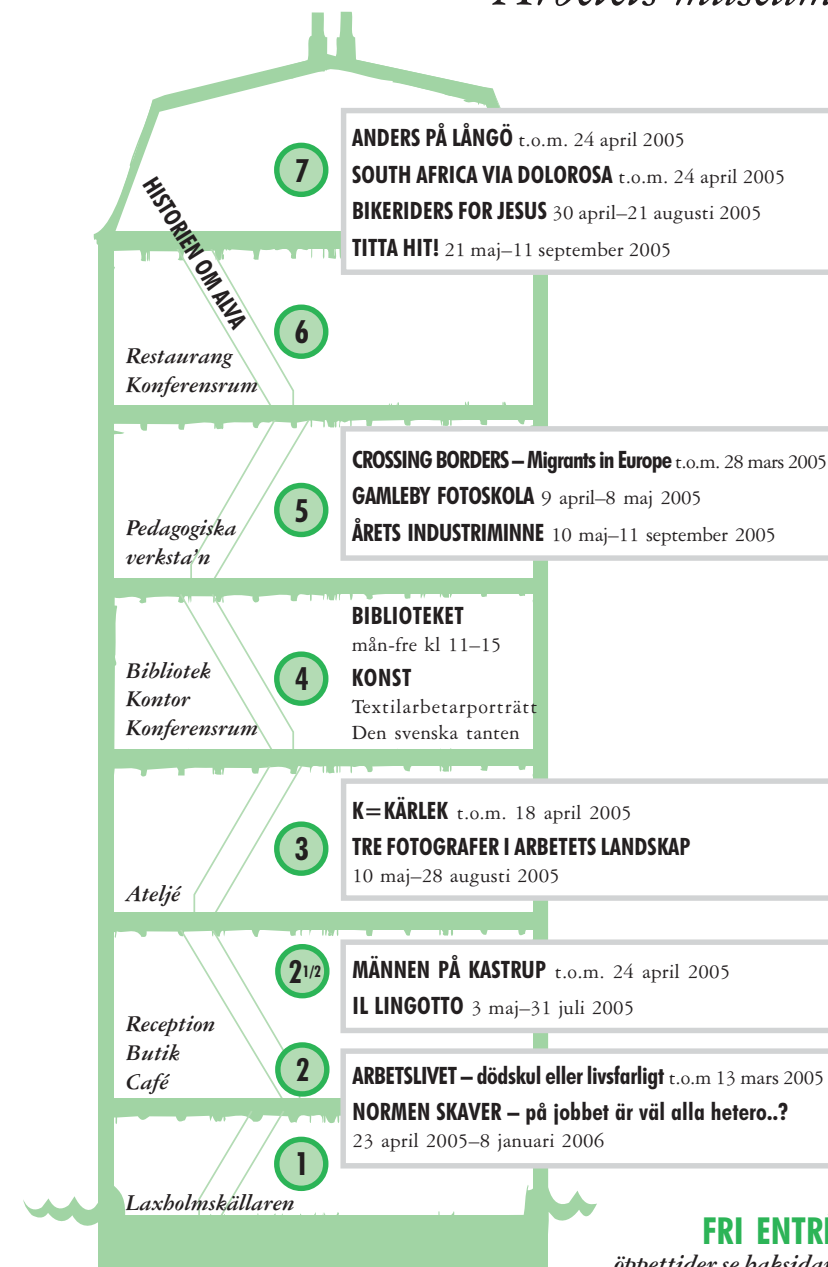 7
ANDERS PÅ LÅNGÖ t.o.m. 24 april 2005
SOUTH AFRICA VIA DOLOROSA t.o.m. 24 april 2005
BIKERIDERS FOR JESUS 30 april–21 augusti 2005
TITTA HIT! 21 maj–11 september 2005
HISTORIEN OM ALVA
6
Restaurang
Konferensrum
CROSSING BORDERS – Migrants in Europe t.o.m. 28 mars 2005
GAMLEBY FOTOSKOLA 9 april–8 maj 2005
ÅRETS INDUSTRIMINNE 10 maj–11 september 2005
5
Pedagogiska
verksta'n
BIBLIOTEKET
mån-fre kl 11–15
KONST
Textilarbetarporträtt
Den svenska tanten
4
Bibliotek
Kontor
Konferensrum
K=KÄRLEK t.o.m. 18 april 2005
TRE FOTOGRAFER I ARBETETS LANDSKAP
10 maj–28 augusti 2005
3
Ateljé
2 1/2
MÄNNEN PÅ KASTRUP t.o.m. 24 april 2005
IL LINGOTTO 3 maj–31 juli 2005
Reception
Butik
Café
2
ARBETSLIVET – dödskul eller livsfarligt t.o.m 13 mars 2005
NORMEN SKAVER – på jobbet är väl alla hetero..?
23 april 2005–8 januari 2006
1
Laxholmskällaren
FRI ENTR
öppettider se baksida